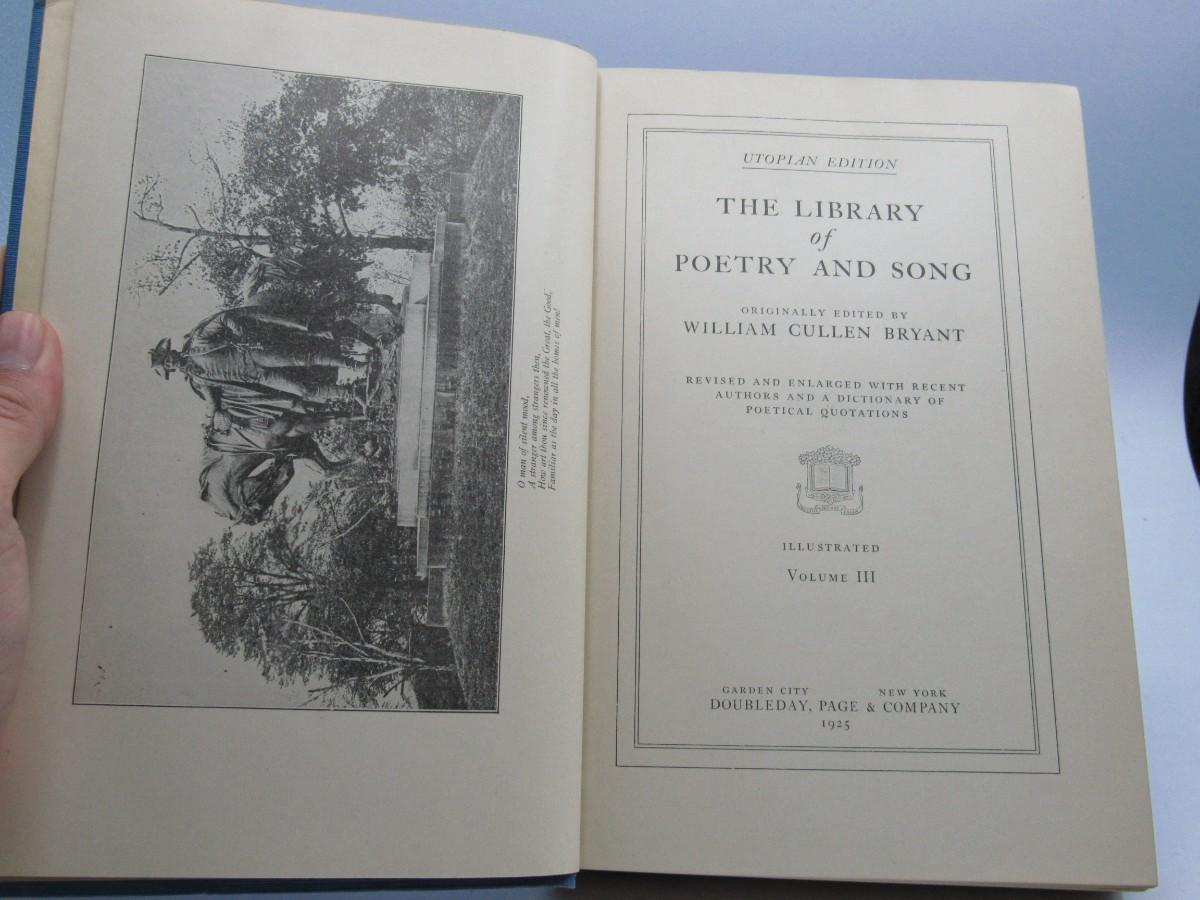 O man of silent mood,
A stranger among strangers then,
How art thou since renowned the Great, the Good,
Familiar as the day in all the homes of men!
UTOPIAN EDITION
THE LIBRARY
of
POETRY AND SONG
ORIGINALLY EDITED BY
WILLIAM CULLEN BRYANT
REVISED AND ENLARGED WITH RECENT
AUTHORS AND A DICTIONARY OF
POETICAL QUOTATIONS
ILLUSTRATED
VOLUME III
GARDEN CITY NEW YORK
DOUBLEDAY, PAGE & COMPANY
1925